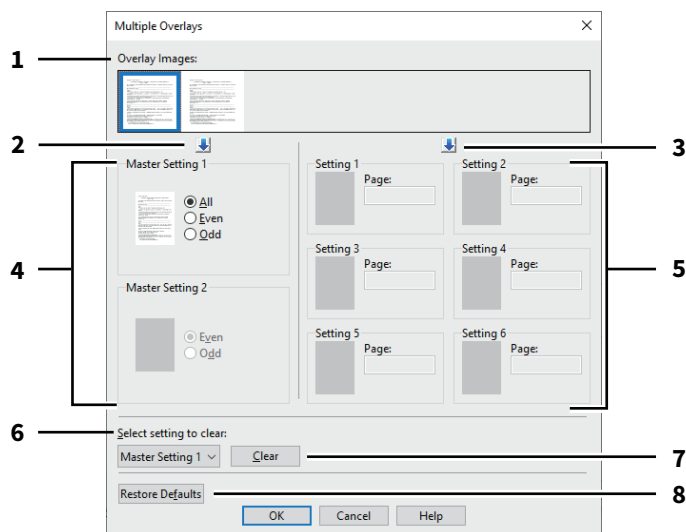 Multiple Overlays
1
Overlay Images:
2
3
Master Setting 1
All
Even
Odd
Setting 1
Page:
Setting 2
Page:
4
5
Setting 3
Page:
Setting 4
Page:
Master Setting 2
Even
Odd
Setting 5
Page:
Setting 6
Page:
6
Select setting to clear:
Master Setting 1
Clear
7
Restore Defaults
8
OK
Cancel
Help